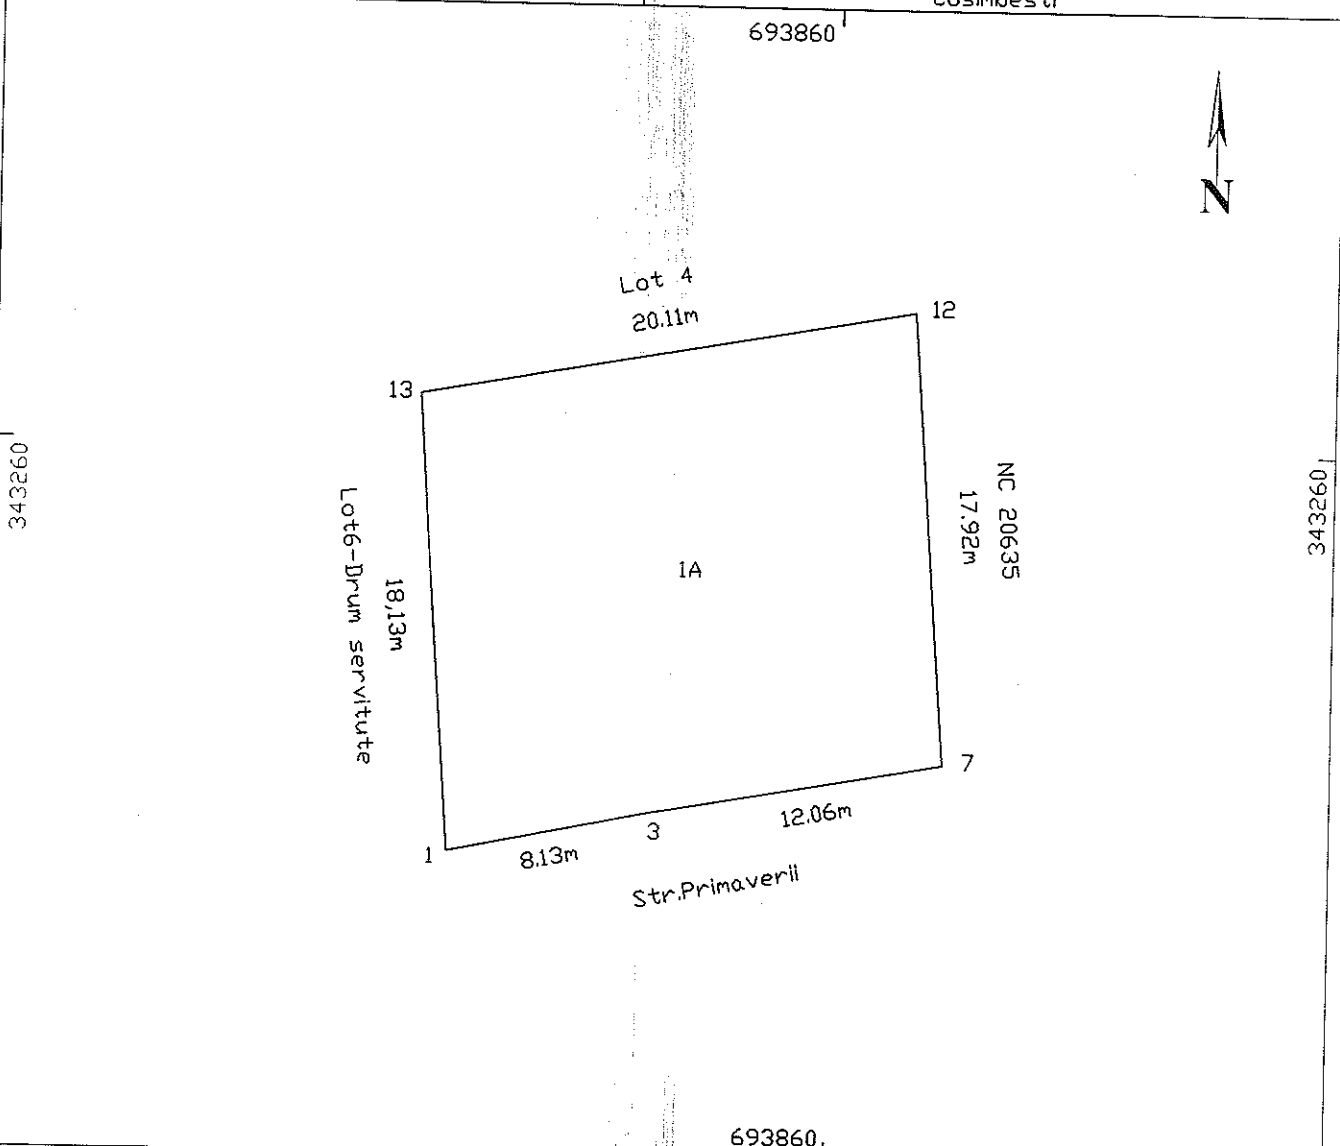 693860
N
Lot 4
20.11m
12
13
343260
343260
NC 20635
17.92m
Lot6-Drum servitute
18,13m
1A
7
3
12.06m
1
8.13m
Str.Primaverii
693860.